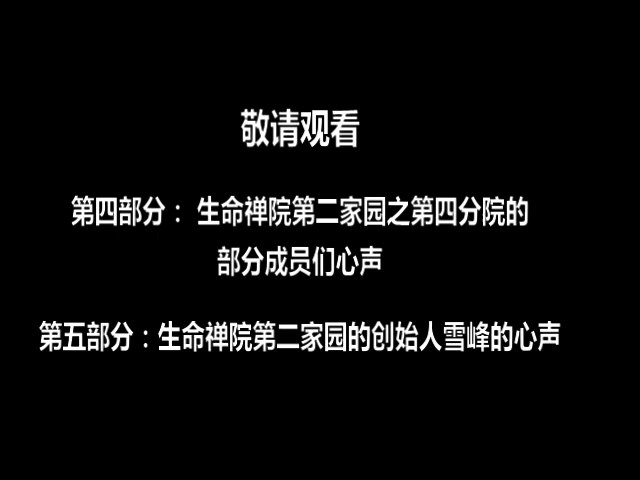 敬请观看
第四部分： 生命禅院第二家园之第四分院的
部分成员们心声
第五部分：生命禅院第二家园的创始人雪峰的心声